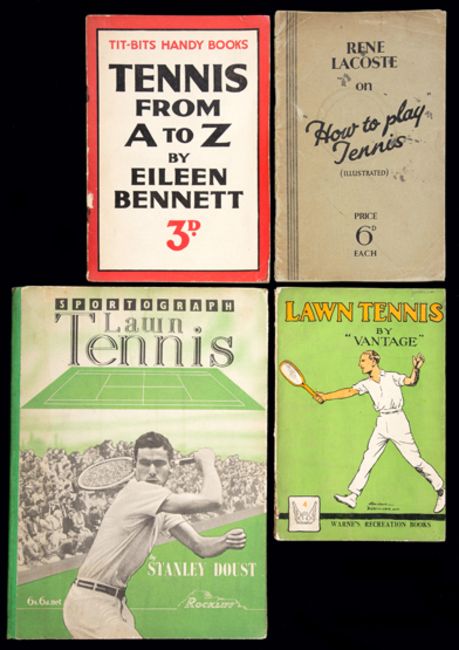 TIT-BITS HANDY BOOKS
TENNIS
FROM
A TO Z
BY
EILEEN
BENNETT
3D.
RENE
LACOSTE
on
"How to play
Tennis"
(ILLUSTRATED)
PRICE
6D
EACH
SPORTOGRAPH
Lawn
Tennis
by
STANLEY DOUST
6s. 6d. net
ROCKLIFF
LAWN TENNIS
BY
"VANTAGE"
4
WARNE'S RECREATION BOOKS